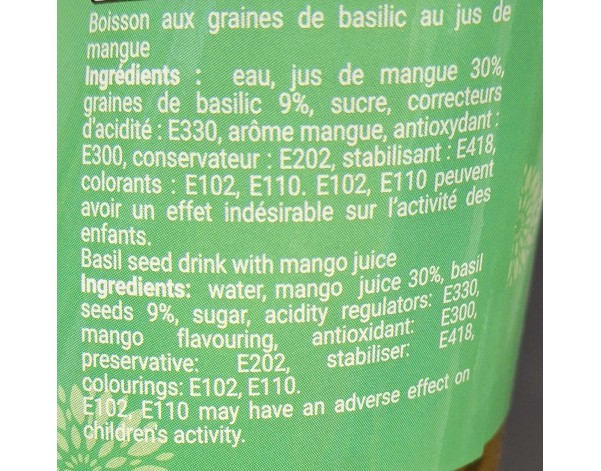 Boisson aux graines de basilic au jus de
mangue
Ingrédients : eau, jus de mangue 30%,
graines de basilic 9%, sucre, correcteurs
d'acidité : E330, arôme mangue, antioxydant :
E300, conservateur : E202, stabilisant : E418,
colorants : E102, E110. E102, E110 peuvent
avoir un effet indésirable sur l'activité des
enfants.
Basil seed drink with mango juice
Ingredients: water, mango juice 30%, basil
seeds 9%, sugar, acidity regulators: E330,
mango flavouring, antioxidant: E300,
preservative: E202, stabiliser: E418,
colourings: E102, E110.
E102, E110 may have an adverse effect on
children's activity.